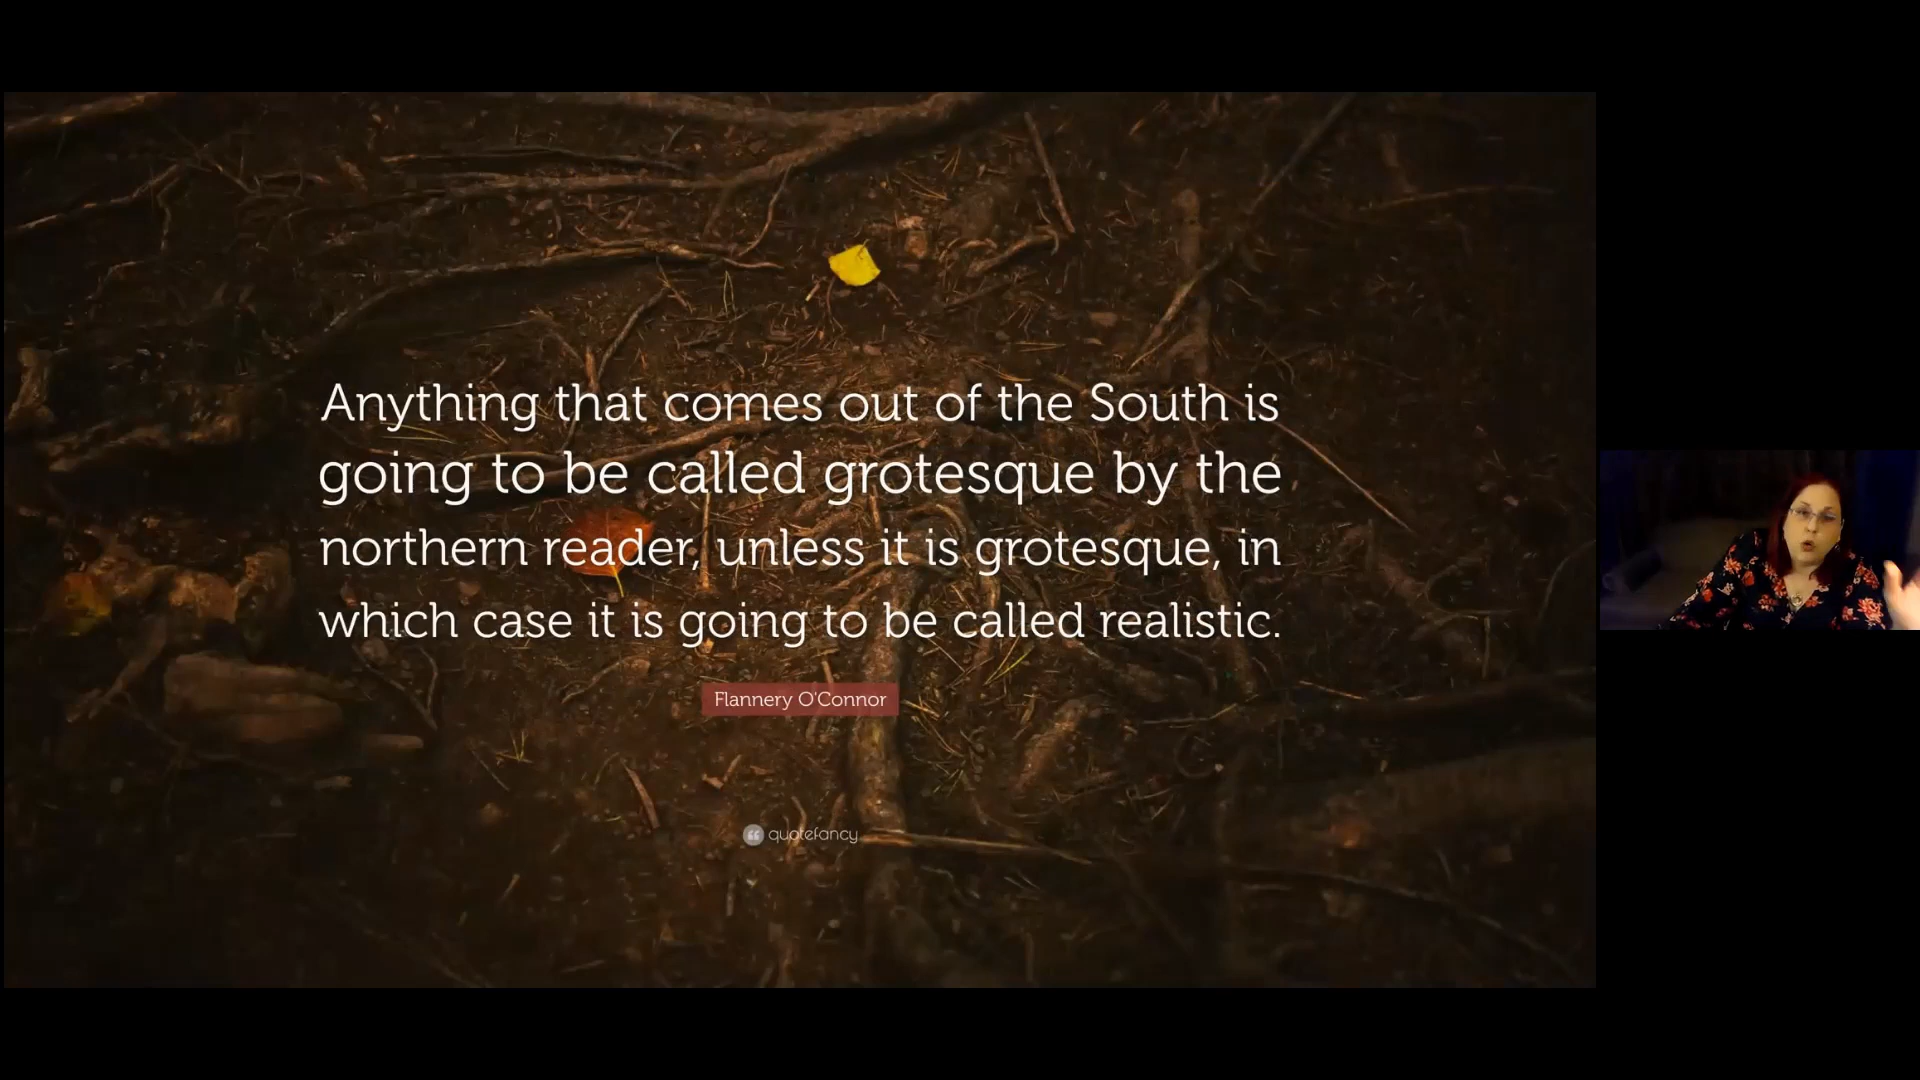 Anything that comes out of the South is
going to be called grotesque by the
northern reader, unless it is grotesque, in
which case it is going to be called realistic.
Flannery O'Connor
quotefancy